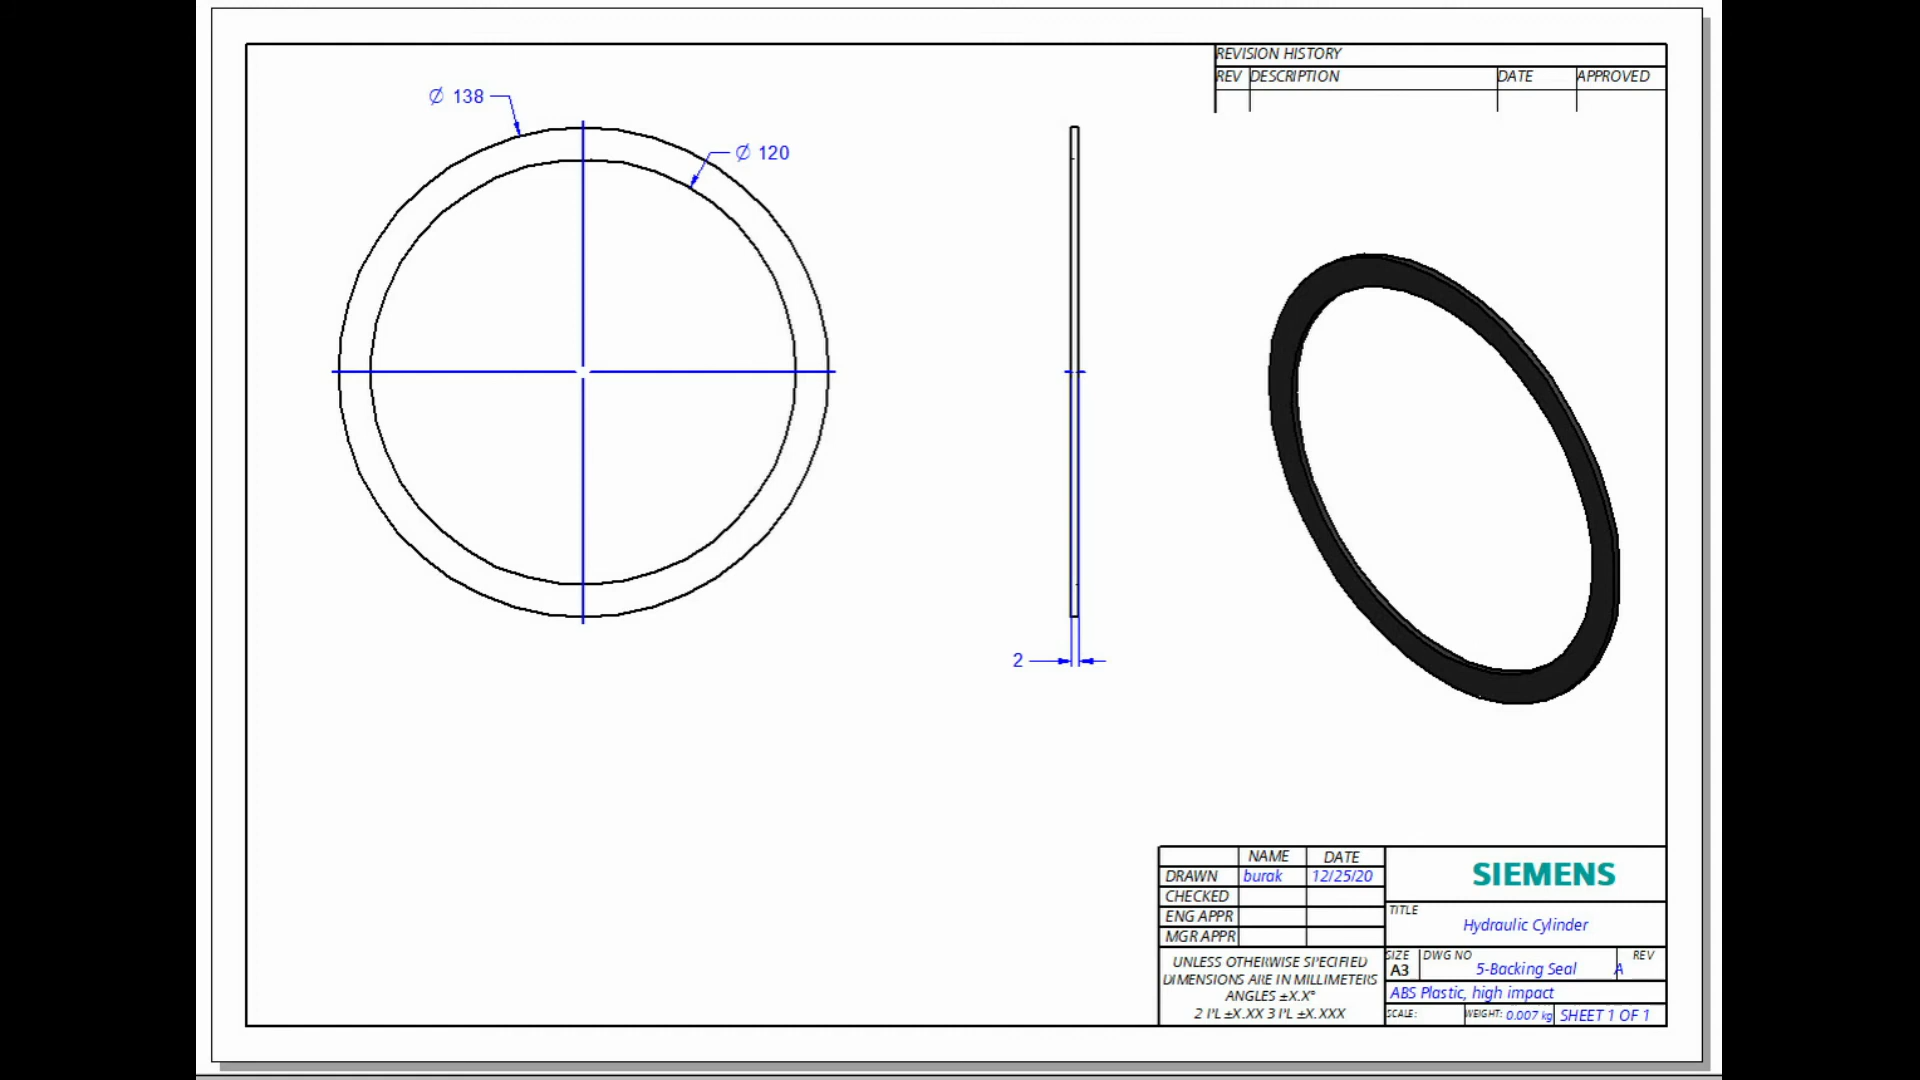 REVISION HISTORY
REV DESCRIPTION DATE APPROVED
Ø 138
Ø 120
2
NAME DATE
DRAWN burak 12/25/20
CHECKED
ENG APPR
MGR APPR
SIEMENS
TITLE
Hydraulic Cylinder
SIZE DWG NO REV
A3 5-Backing Seal A
ABS Plastic, high impact
SCALE: WEIGHT: 0.007 kg SHEET 1 OF 1
UNLESS OTHERWISE SPECIFIED
DIMENSIONS ARE IN MILLIMETERS
ANGLES ±X.X°
2 PL ±X.XX 3 PL ±X.XXX